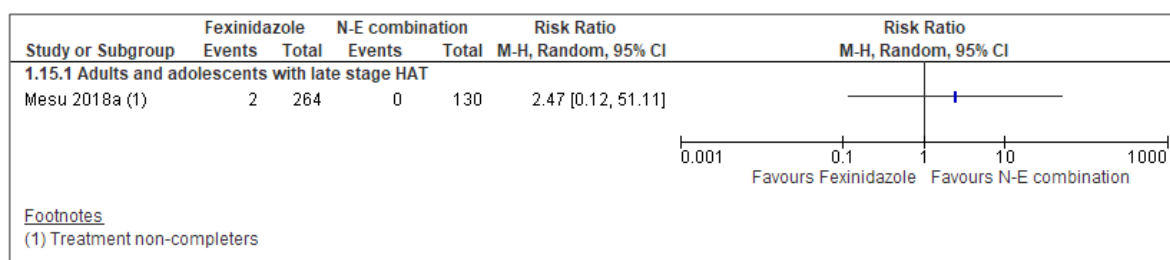 Fexinidazole N-E combination Risk Ratio Risk Ratio
Study or Subgroup Events Total Events Total M-H, Random, 95% CI M-H, Random, 95% CI
1.15.1 Adults and adolescents with late stage HAT
Mesu 2018a (1) 2 264 0 130 2.47 [0.12, 51.11]
0.001 0.1 1 10 1000
Favours Fexinidazole Favours N-E combination
Footnotes
(1) Treatment non-completers